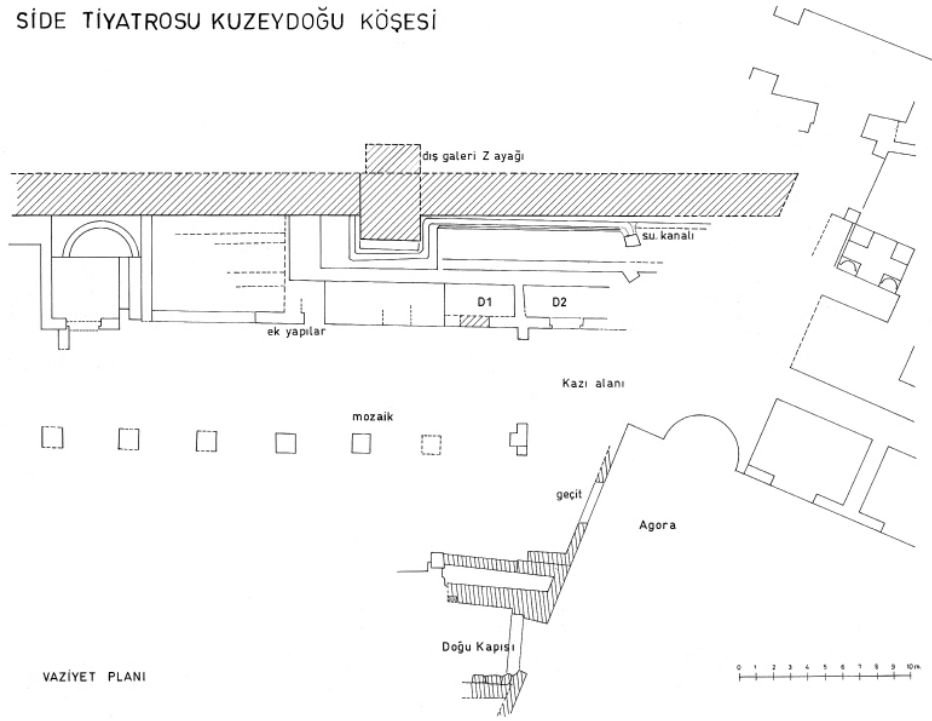 SİDE TİYATROSU KUZEYDOĞU KÖŞESİ
dış galeri Z ayağı
su kanalı
D1 D2
ek yapılar
Kazı alanı
mozaik
geçit
Agora
Doğu Kapısı
VAZİYET PLANI
0 1 2 3 4 5 6 7 8 9 10 m.